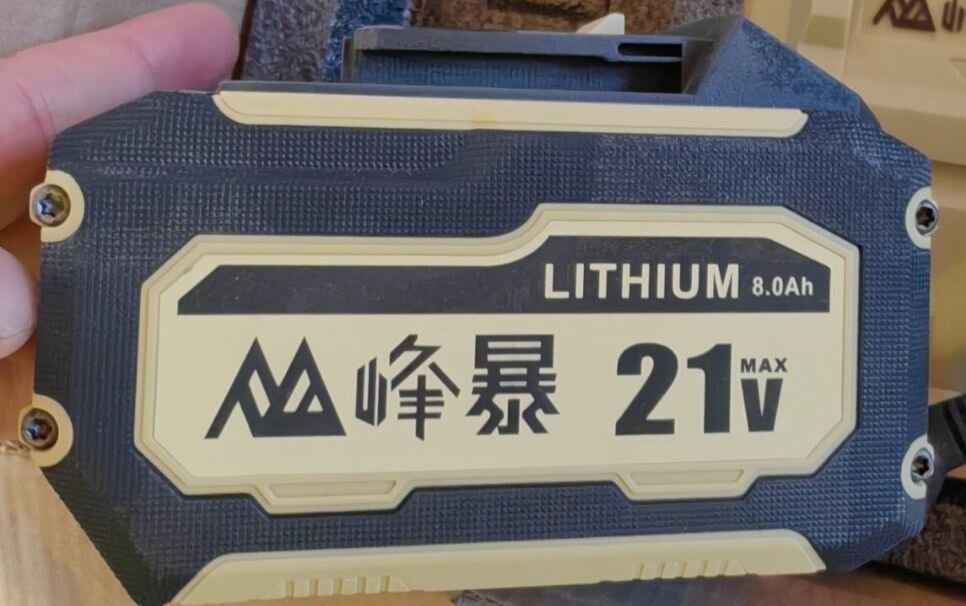 LITHIUM 8.0Ah
峰暴 21V MAX